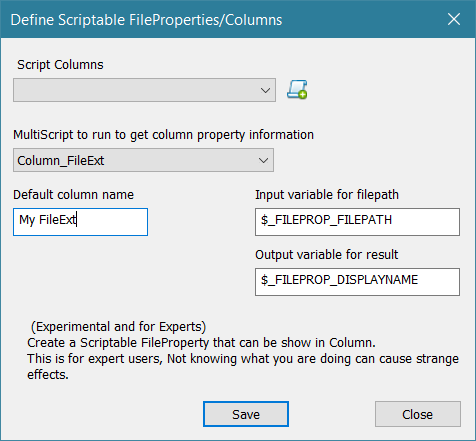 Define Scriptable FileProperties/Columns
Script Columns
MultiScript to run to get column property information
Column_FileExt
Default column name
Input variable for filepath
My FileExt
$_FILEPROP_FILEPATH
Output variable for result
$_FILEPROP_DISPLAYNAME
(Experimental and for Experts)
Create a Scriptable FileProperty that can be show in Column.
This is for expert users, Not knowing what you are doing can cause strange
effects.
Save
Close